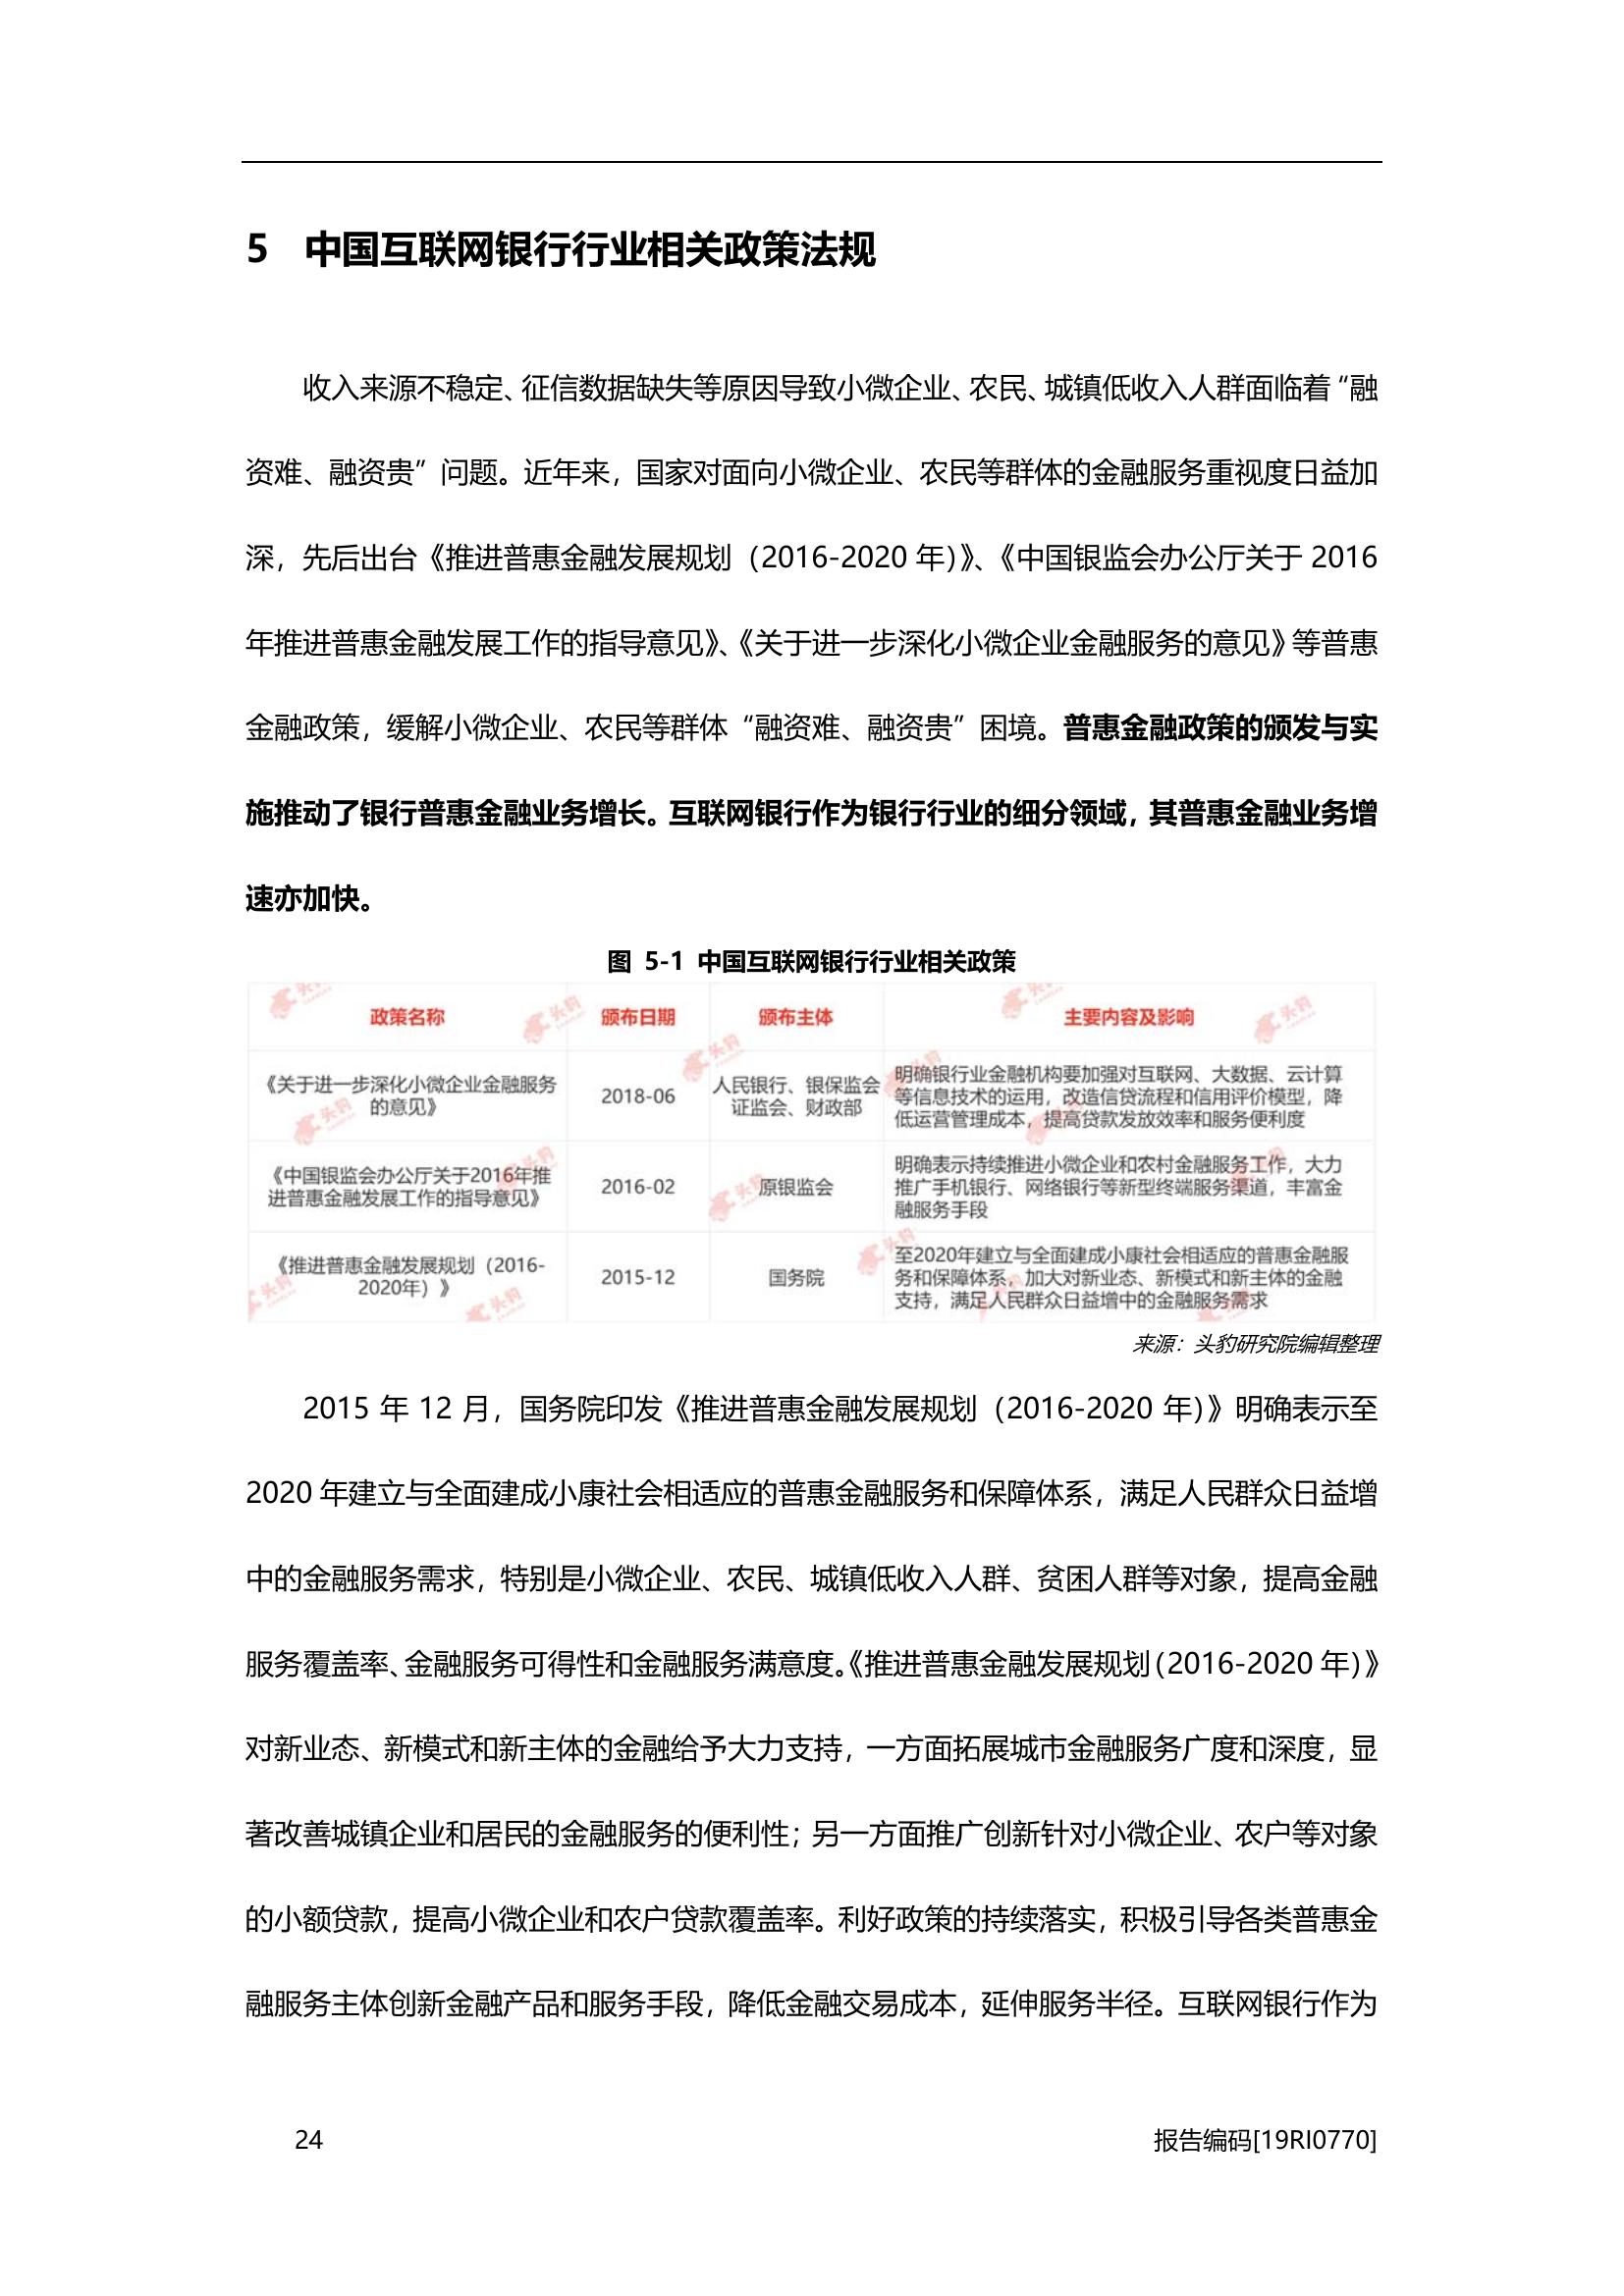 5 中国互联网银行行业相关政策法规
收入来源不稳定、征信数据缺失等原因导致小微企业、农民、城镇低收入人群面临着“融
资难、融资贵”问题。近年来，国家对面向小微企业、农民等群体的金融服务重视度日益加
深，先后出台《推进普惠金融发展规划（2016-2020 年）》、《中国银监会办公厅关于 2016
年推进普惠金融发展工作的指导意见》、《关于进一步深化小微企业金融服务的意见》等普惠
金融政策，缓解小微企业、农民等群体“融资难、融资贵”困境。普惠金融政策的颁发与实
施推动了银行普惠金融业务增长。互联网银行作为银行行业的细分领域，其普惠金融业务增
速亦加快。
图 5-1 中国互联网银行行业相关政策
政策名称 颁布日期 颁布主体 主要内容及影响
《关于进一步深化小微企业金融服务
的意见》
2018-06
人民银行、银保监会
证监会、财政部
明确银行业金融机构要加强对互联网、大数据、云计算
等信息技术的运用，改造信贷流程和信用评价模型，降
低运营管理成本，提高贷款发放效率和服务便利度
《中国银监会办公厅关于2016年推
进普惠金融发展工作的指导意见》
2016-02
原银监会
明确表示持续推进小微企业和农村金融服务工作，大力
推广手机银行、网络银行等新型终端服务渠道，丰富金
融服务手段
《推进普惠金融发展规划（2016-
2020年）》
2015-12
国务院
至2020年建立与全面建成小康社会相适应的普惠金融服
务和保障体系，加大对新业态、新模式和新主体的金融
支持，满足人民群众日益增中的金融服务需求
来源：头豹研究院编辑整理
2015 年 12 月，国务院印发《推进普惠金融发展规划（2016-2020 年）》明确表示至
2020 年建立与全面建成小康社会相适应的普惠金融服务和保障体系，满足人民群众日益增
中的金融服务需求，特别是小微企业、农民、城镇低收入人群、贫困人群等对象，提高金融
服务覆盖率、金融服务可得性和金融服务满意度。《推进普惠金融发展规划（2016-2020 年）》
对新业态、新模式和新主体的金融给予大力支持，一方面拓展城市金融服务广度和深度，显
著改善城镇企业和居民的金融服务的便利性；另一方面推广创新针对小微企业、农户等对象
的小额贷款，提高小微企业和农户贷款覆盖率。利好政策的持续落实，积极引导各类普惠金
融服务主体创新金融产品和服务手段，降低金融交易成本，延伸服务半径。互联网银行作为
24 报告编码[19RI0770]